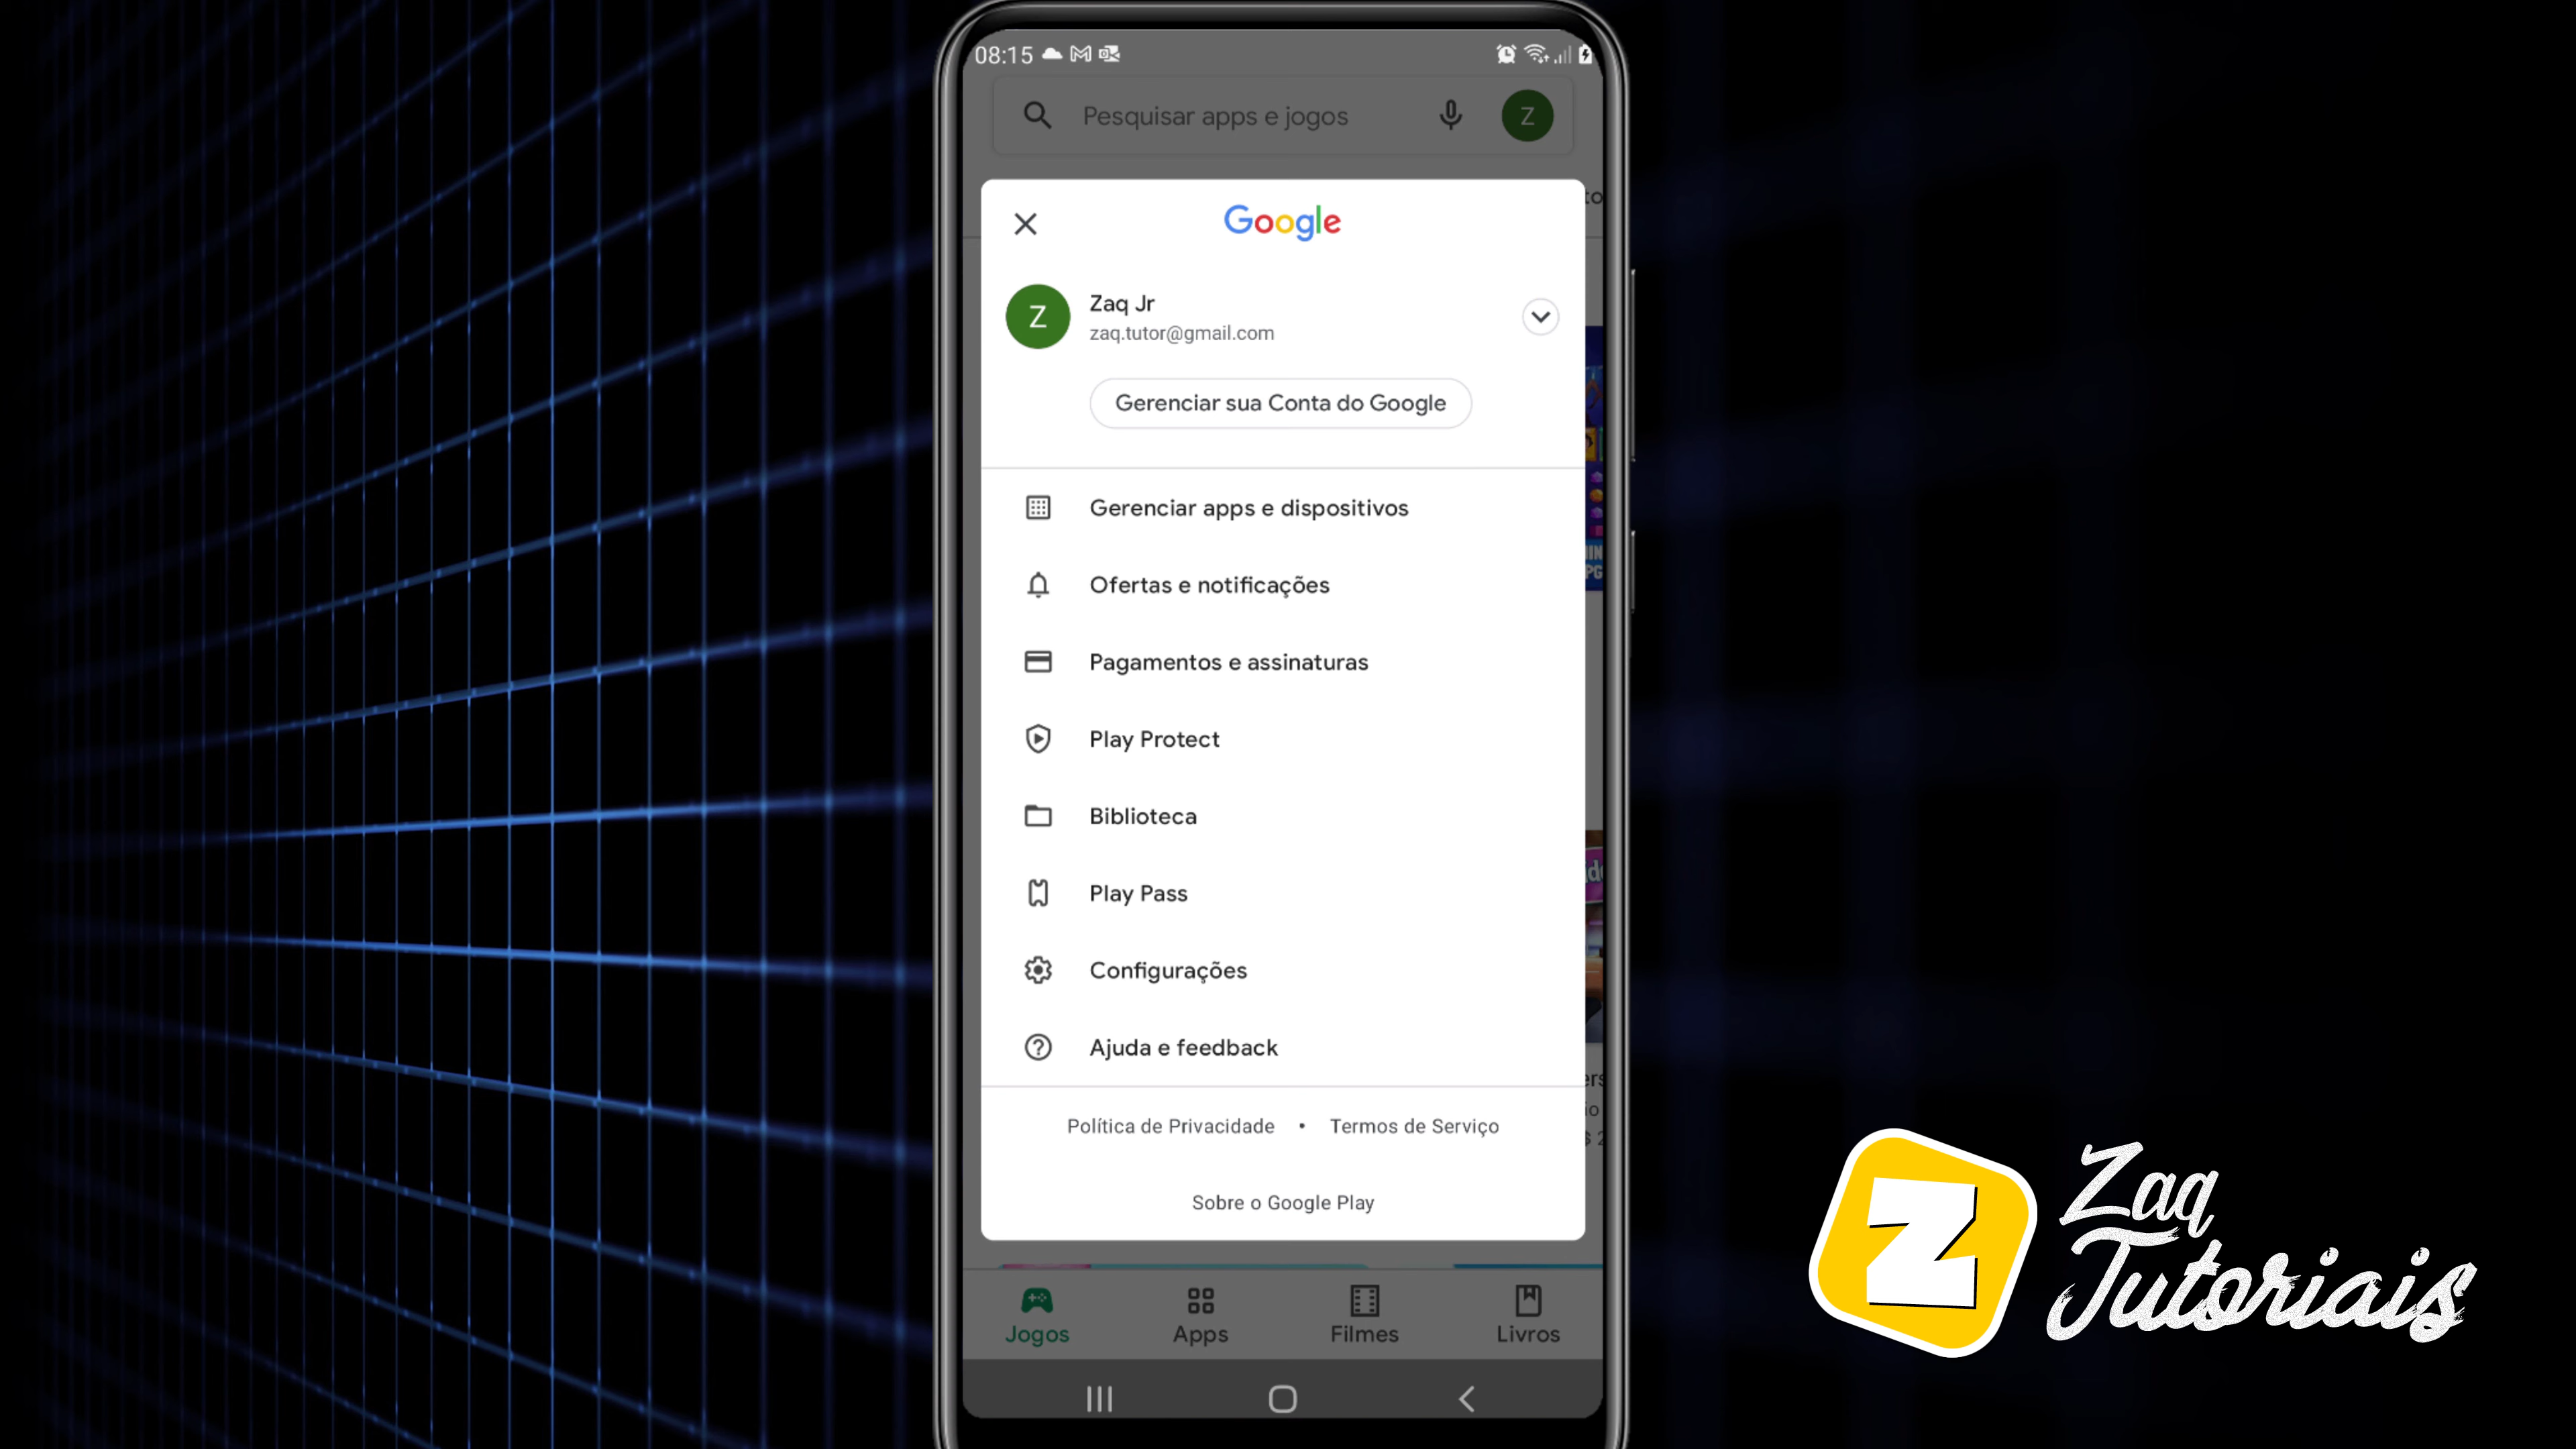 08:15
Pesquisar apps e jogos
Z
to
Google
Z
Zaq Jr
zaq.tutor@gmail.com
Gerenciar sua Conta do Google
Gerenciar apps e dispositivos
Ofertas e notificações
Pagamentos e assinaturas
Play Protect
Biblioteca
Play Pass
Configurações
Ajuda e feedback
Política de Privacidade • Termos de Serviço
Sobre o Google Play
Jogos
Apps
Filmes
Livros
Z
Zaq
Tutoriais